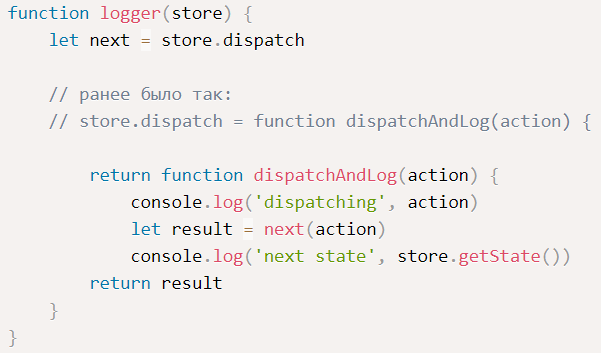 function logger(store) {
    let next = store.dispatch

    // ранее было так:
    // store.dispatch = function dispatchAndLog(action) {

        return function dispatchAndLog(action) {
            console.log('dispatching', action)
            let result = next(action)
            console.log('next state', store.getState())
        return result
    }
}